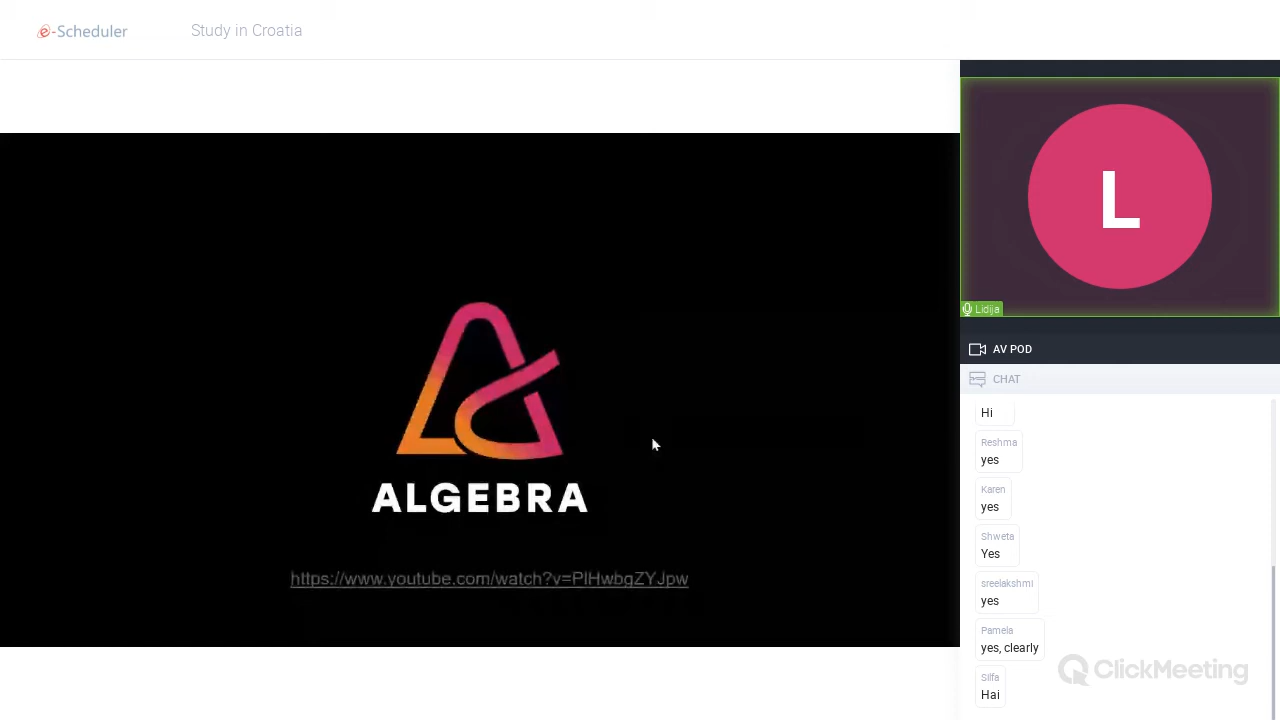 e-Scheduler
Study in Croatia
ALGEBRA
https://www.youtube.com/watch?v=PlHwbgZYJpw
L
Lidija
AV POD
CHAT
Hi
Reshma
yes
Karen
yes
Shweta
Yes
sreelakshmi
yes
Pamela
yes, clearly
Silfa
Hai
ClickMeeting